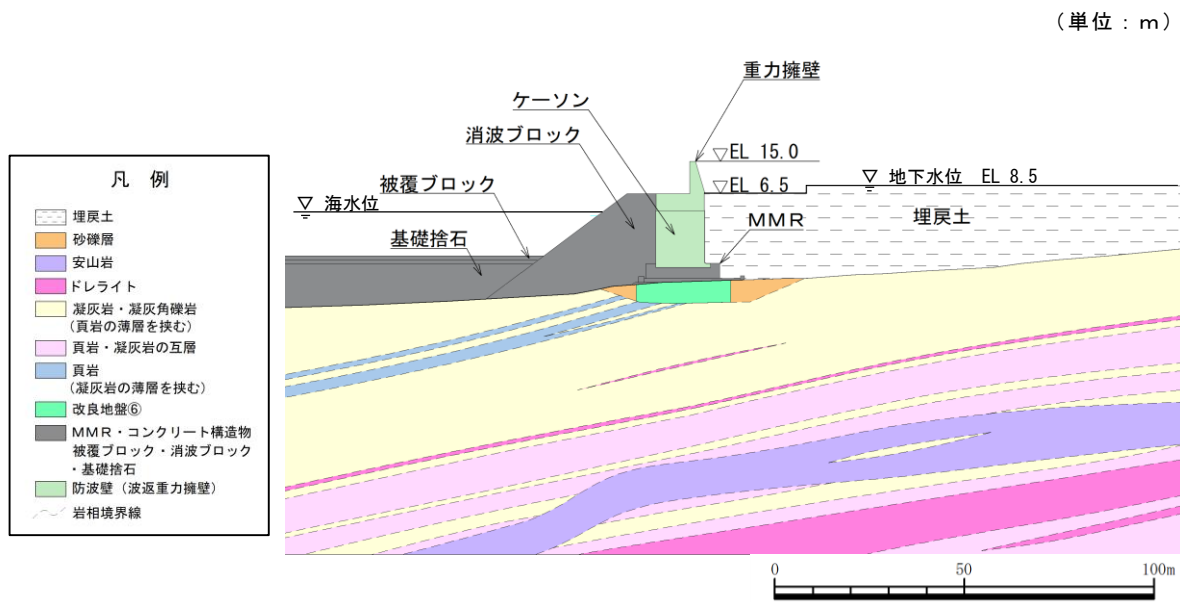 （単位：ｍ）
重力擁壁
ケーソン
消波ブロック
▽EL 15.0
被覆ブロック
▽EL 6.5
▽ 地下水位 EL 8.5
▽ 海水位
基礎捨石
MMR
埋戻土
凡 例
埋戻土
砂礫層
安山岩
ドレライト
凝灰岩・凝灰角礫岩
(頁岩の薄層を挟む)
頁岩・凝灰岩の互層
頁岩
(凝灰岩の薄層を挟む)
改良地盤⑥
ＭＭＲ・コンクリート構造物
被覆ブロック・消波ブロック
・基礎捨石
防波壁（波返重力擁壁）
岩相境界線
0 50 100m